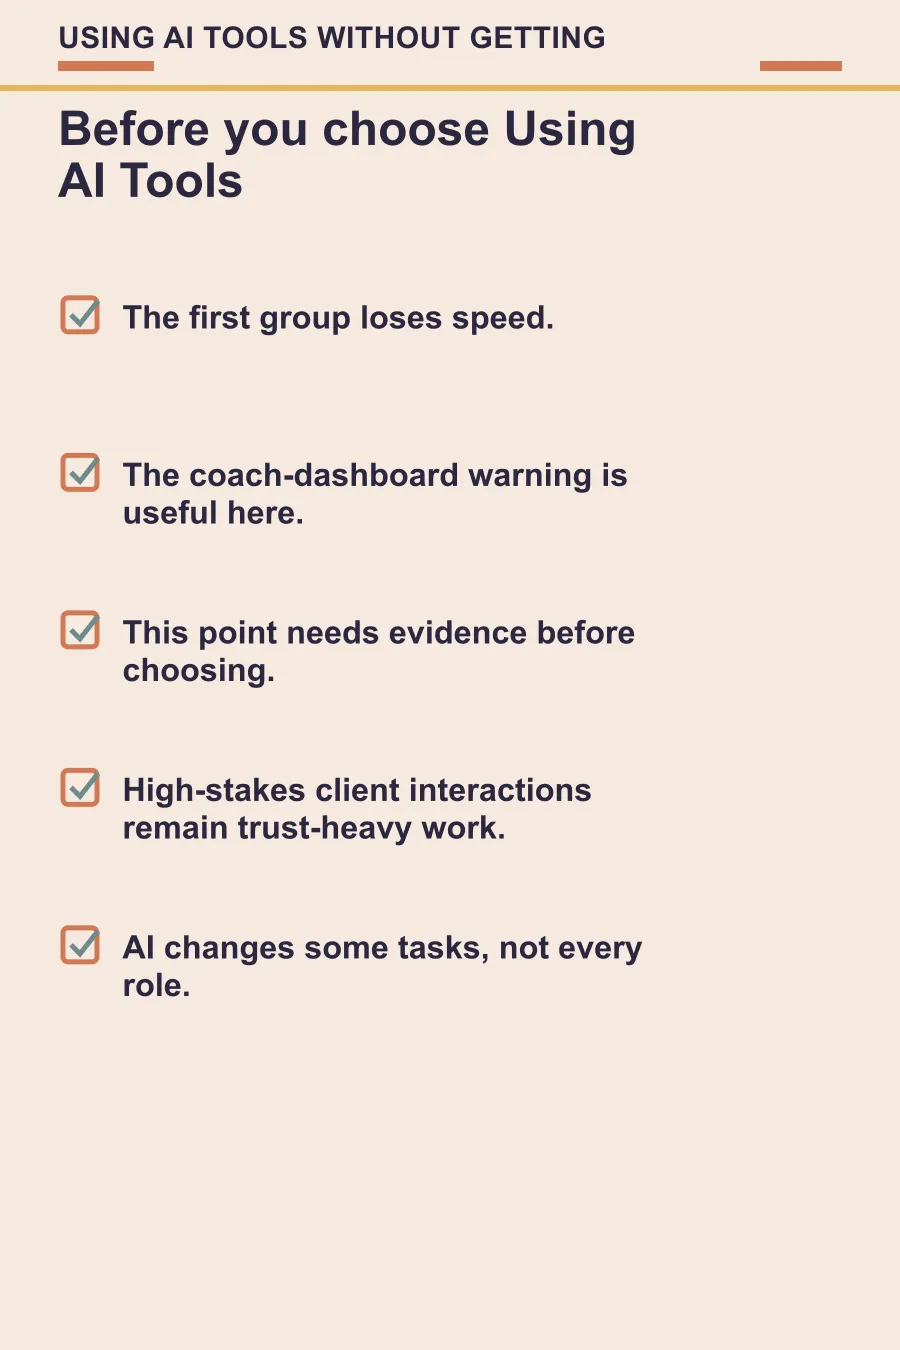 USING AI TOOLS WITHOUT GETTING
Before you choose Using
AI Tools
The first group loses speed.
The coach-dashboard warning is
useful here.
This point needs evidence before
choosing.
High-stakes client interactions
remain trust-heavy work.
AI changes some tasks, not every
role.